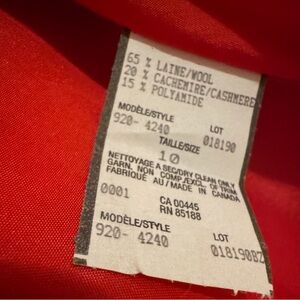 65 % LAINE/WOOL
20 % CACHEMIRE/CASHMERE
15 % POLYAMIDE
MODÈLE/STYLE LOT
920- 4240 018190
TAILLE/SIZE
10
NETTOYAGE A SEC/DRY CLEAN ONLY
GARN. NON COMP./EXCL. OF TRIM
FABRIQUÉ AU/MADE IN CANADA
0001 CA 00445
RN 85188
MODÈLE/STYLE LOT
920- 4240 018190BZ